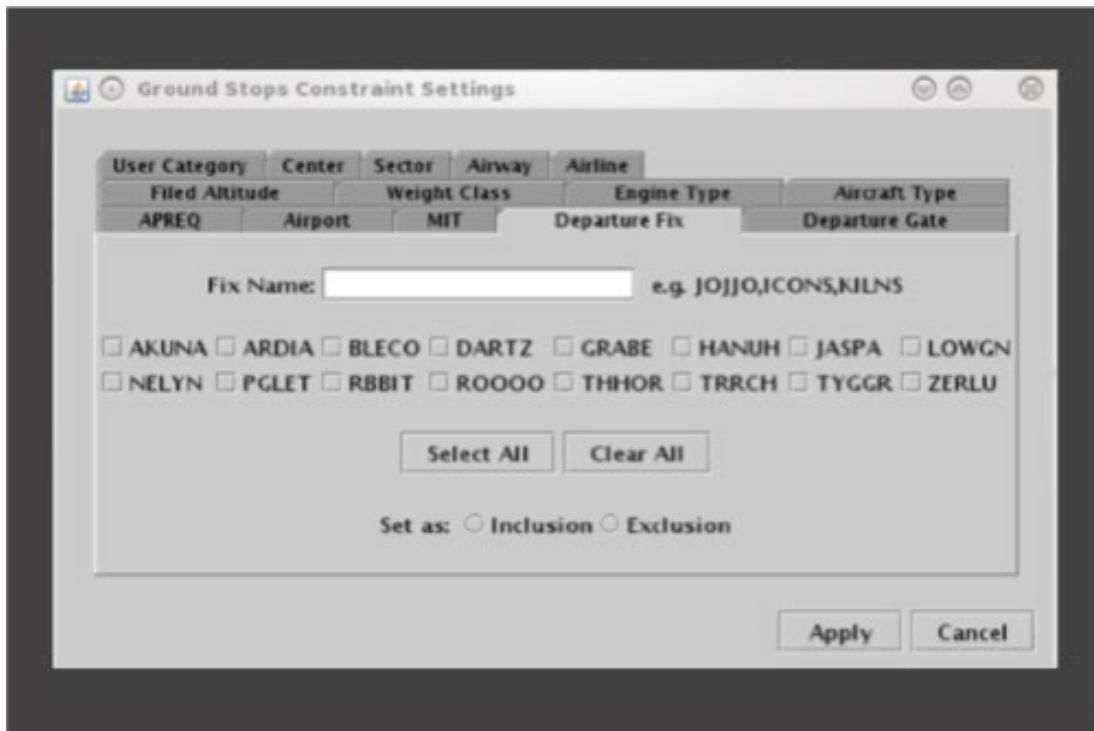 Ground Stops Constraint Settings
User Category Center Sector Airway Airline
Filed Altitude Weight Class Engine Type Aircraft Type
APREQ Airport MIT Departure Fix Departure Gate
Fix Name: e.g. JOJJO,ICONS,KILNS
AKUNA ARDIA BLECO DARTZ GRABE HANUH JASPA LOWGN
NELYN PGLET RBBIT ROOOO THHOR TRRCH TYGGR ZERLU
Select All Clear All
Set as: Inclusion Exclusion
Apply Cancel